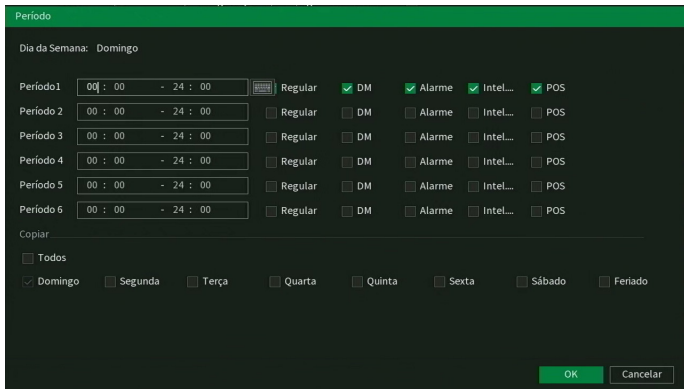 Período
Dia da Semana: Domingo
Período1 00 : 00 - 24 : 00 Regular DM Alarme Intel.... POS
Período 2 00 : 00 - 24 : 00 Regular DM Alarme Intel.... POS
Período 3 00 : 00 - 24 : 00 Regular DM Alarme Intel.... POS
Período 4 00 : 00 - 24 : 00 Regular DM Alarme Intel.... POS
Período 5 00 : 00 - 24 : 00 Regular DM Alarme Intel.... POS
Período 6 00 : 00 - 24 : 00 Regular DM Alarme Intel.... POS
Copiar
Todos
Domingo Segunda Terça Quarta Quinta Sexta Sábado Feriado
OK Cancelar